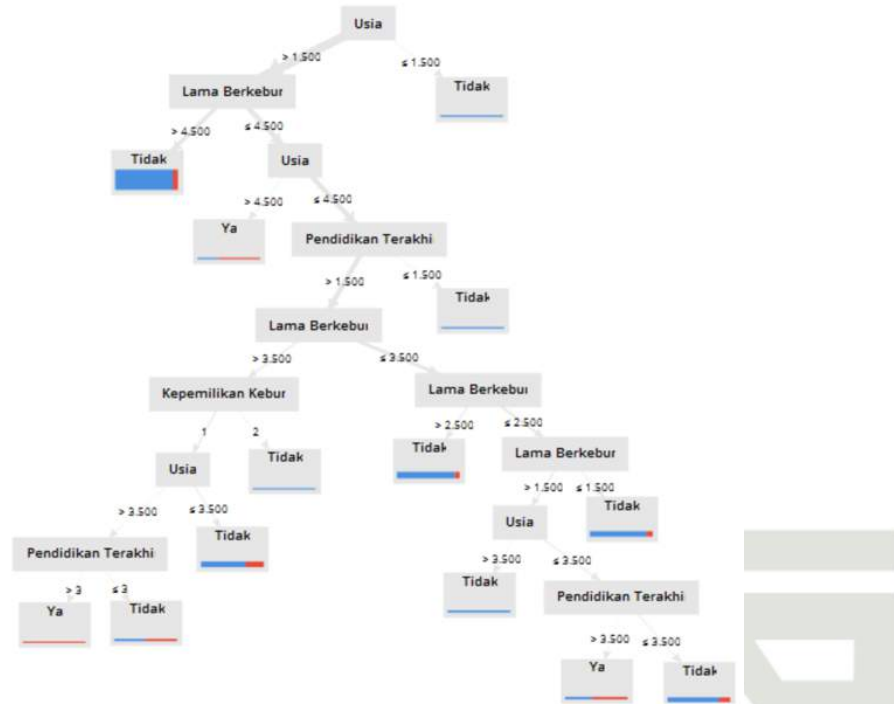 Usia
> 1.500
≤ 1.500
Lama Berkebur
Tidak
> 4.500
≤ 4.500
Tidak
Usia
> 4.500
≤ 4.500
Ya
Pendidikan Terakhi
> 1.500
≤ 1.500
Lama Berkebur
Tidak
> 3.500
≤ 3.500
Kepemilikan Kebur
Lama Berkebur
1
2
> 2.500
≤ 2.500
Usia
Tidak
Tidak
Lama Berkebur
> 3.500
≤ 3.500
> 1.500
≤ 1.500
Pendidikan Terakhi
Tidak
Usia
Tidak
> 3
≤ 3
> 3.500
≤ 3.500
Ya
Tidak
Tidak
Pendidikan Terakhi
> 3.500
≤ 3.500
Ya
Tidak